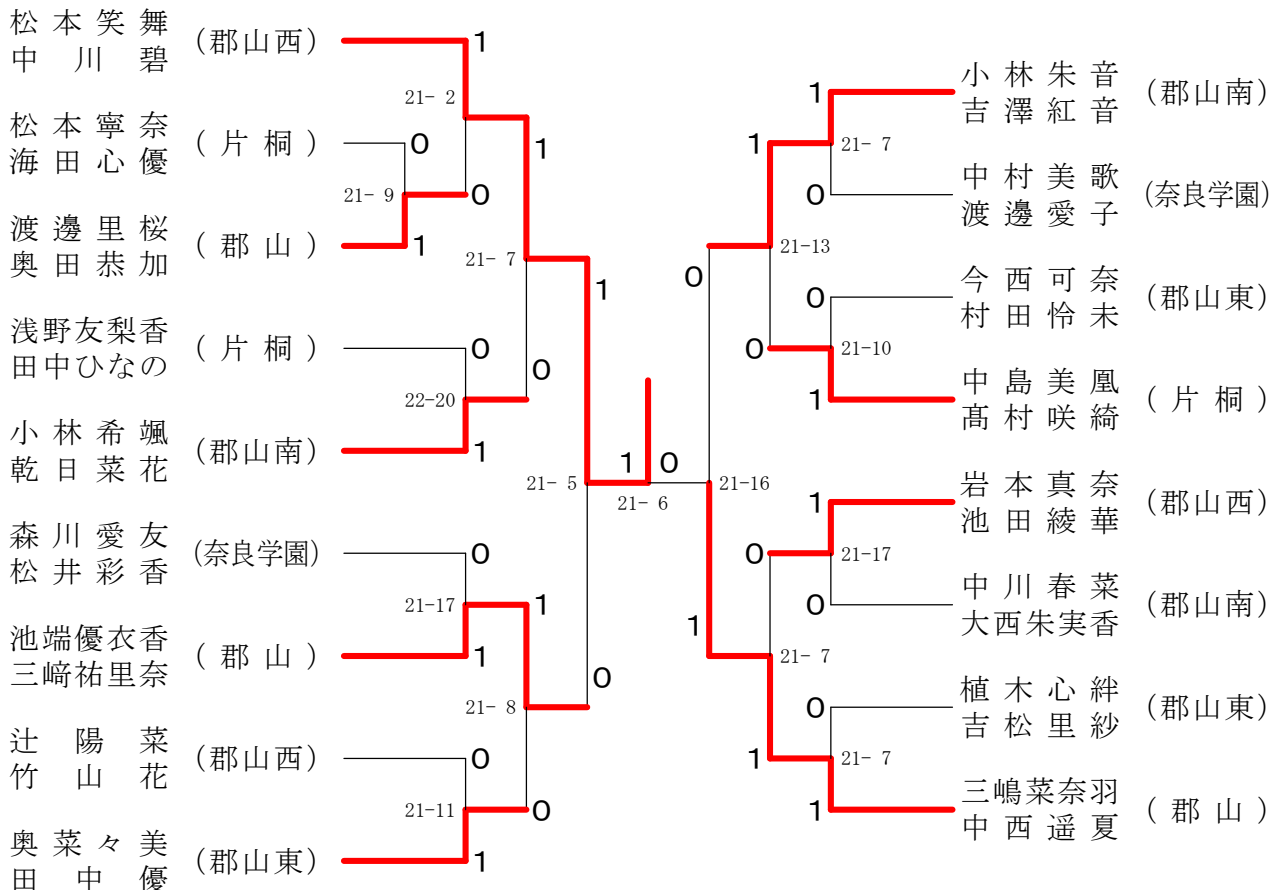 松本笑舞
中川碧
(郡山西)
1
21- 2
松本寧奈
海田心優
(片桐)
0
21- 9
1
0
渡邊里桜
奥田恭加
(郡山)
1
21- 7
1
浅野友梨香
田中ひなの
(片桐)
0
22-20
0
小林希颯
乾日菜花
(郡山南)
1
21- 5
森川愛友
松井彩香
(奈良学園)
0
21-17
1
池端優衣香
三﨑祐里奈
(郡山)
1
21- 8
0
辻陽菜
竹山花
(郡山西)
0
21-11
0
奥菜々美
田中優
(郡山東)
1
1
0
21- 6
小林朱音
吉澤紅音
(郡山南)
1
21- 7
1
中村美歌
渡邊愛子
(奈良学園)
0
21-13
0
今西可奈
村田怜未
(郡山東)
0
21-10
0
中島美凰
髙村咲綺
(片桐)
1
21-16
岩本真奈
池田綾華
(郡山西)
1
21-17
0
中川春菜
大西朱実香
(郡山南)
0
1
21- 7
植木心絆
吉松里紗
(郡山東)
0
21- 7
1
三嶋菜奈羽
中西遥夏
(郡山)
1